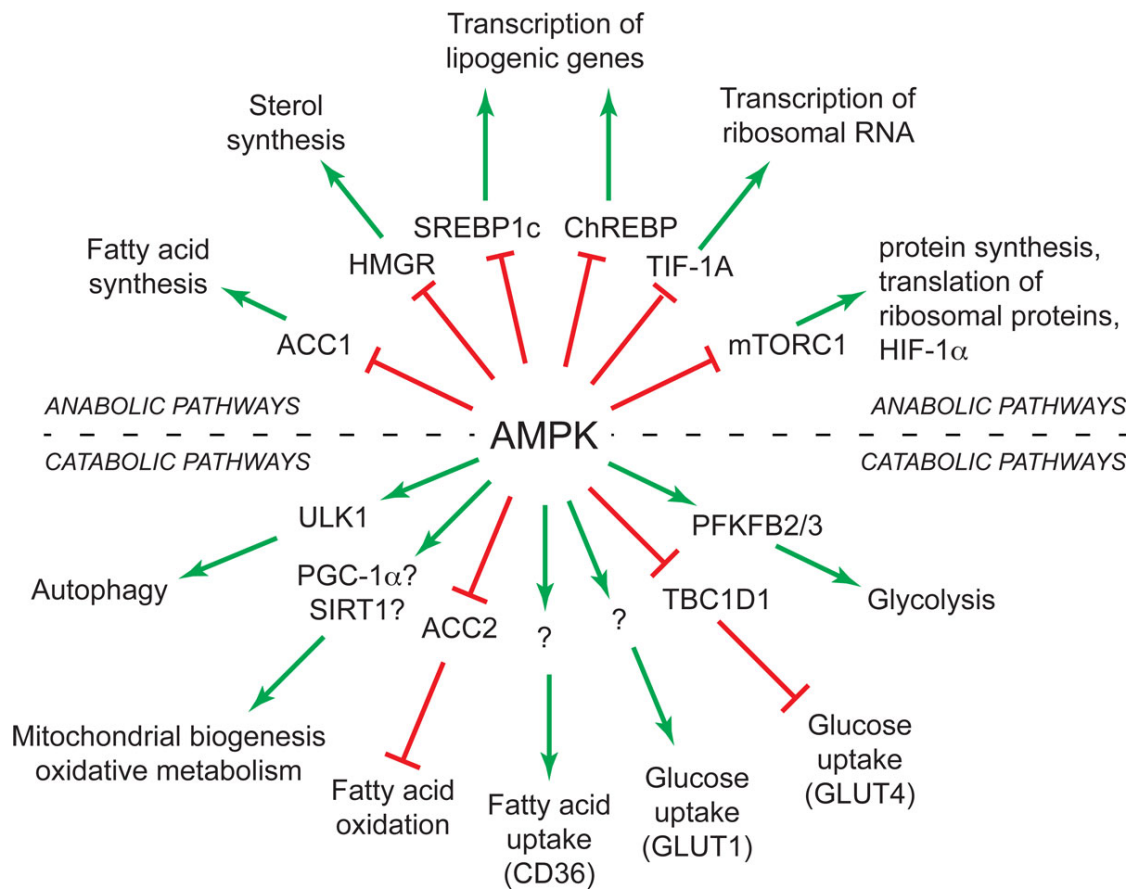 Transcription of
lipogenic genes
Sterol
synthesis
Transcription of
ribosomal RNA
SREBP1c
ChREBP
Fatty acid
synthesis
HMGR
TIF-1A
protein synthesis,
translation of
ribosomal proteins,
HIF-1α
ACC1
mTORC1
ANABOLIC PATHWAYS
ANABOLIC PATHWAYS
AMPK
CATABOLIC PATHWAYS
CATABOLIC PATHWAYS
ULK1
PFKFB2/3
Autophagy
PGC-1α?
SIRT1?
ACC2
?
?
TBC1D1
Glycolysis
Mitochondrial biogenesis
oxidative metabolism
Fatty acid
oxidation
Fatty acid
uptake
(CD36)
Glucose
uptake
(GLUT1)
Glucose
uptake
(GLUT4)